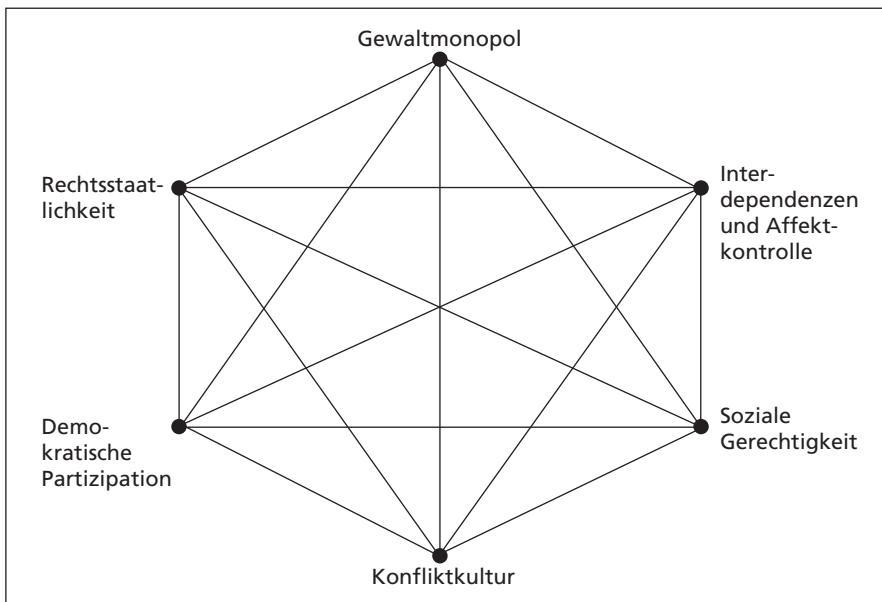 Gewaltmonopol
Rechtsstaat-
lichkeit
Inter-
dependenzen
und Affekt-
kontrolle
Demo-
kratische
Partizipation
Soziale
Gerechtigkeit
Konfliktkultur